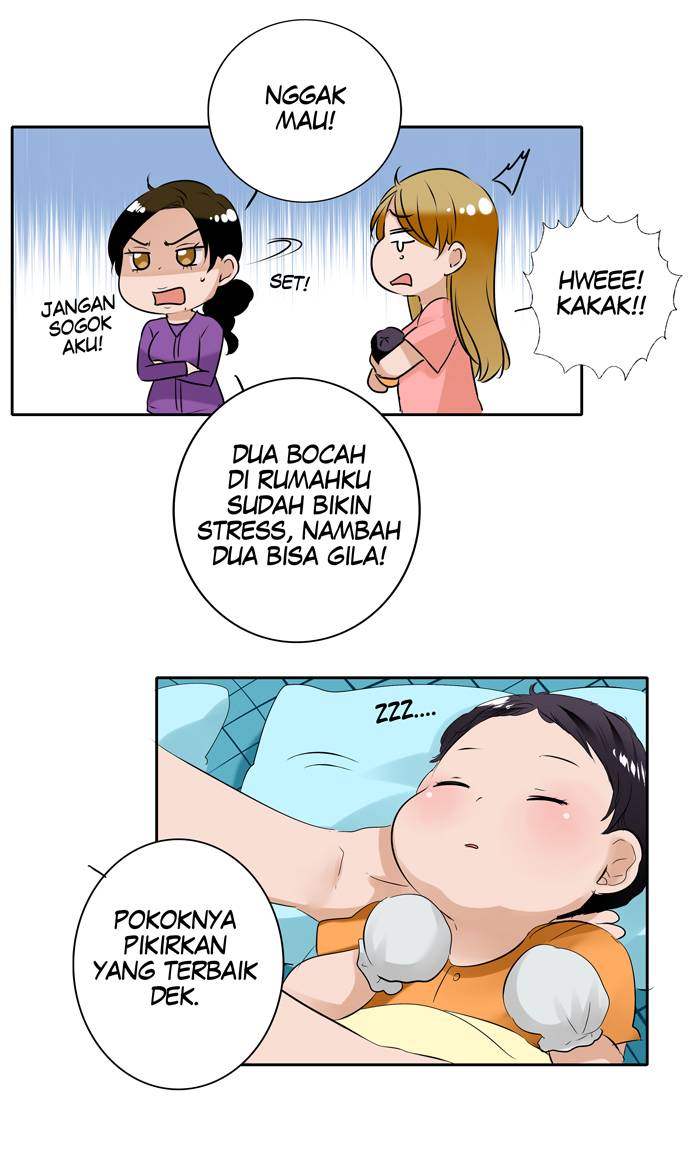 NGGAK
MAU!
JANGAN
SOGOK
AKU!
SET!
HWEEE!
KAKAK!!
DUA BOCAH
DI RUMAHKU
SUDAH BIKIN
STRESS, NAMBAH
DUA BISA GILA!
ZZZ....
POKOKNYA
PIKIRKAN
YANG TERBAIK
DEK.